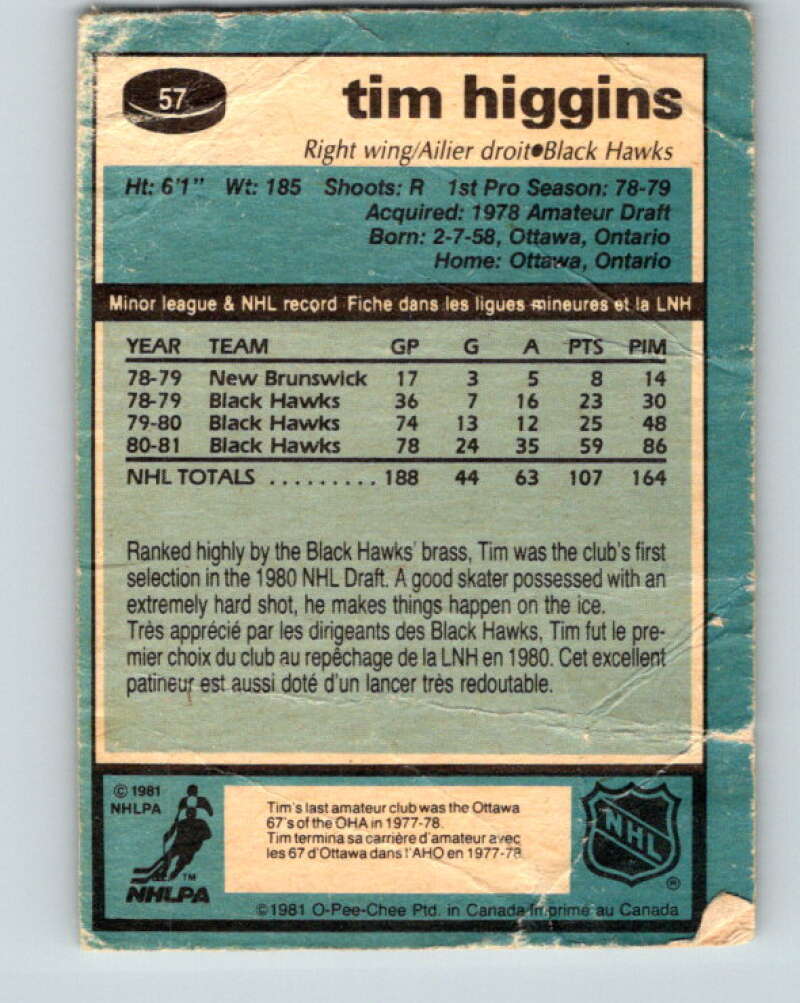 57
tim higgins
Right wing/Ailier droit•Black Hawks
Ht: 6'1" Wt: 185 Shoots: R 1st Pro Season: 78-79
Acquired: 1978 Amateur Draft
Born: 2-7-58, Ottawa, Ontario
Home: Ottawa, Ontario
Minor league & NHL record Fiche dans les ligues mineures et la LNH
YEAR TEAM GP G A PTS PIM
78-79 New Brunswick 17 3 5 8 14
78-79 Black Hawks 36 7 16 23 30
79-80 Black Hawks 74 13 12 25 48
80-81 Black Hawks 78 24 35 59 86
NHL TOTALS ......... 188 44 63 107 164
Ranked highly by the Black Hawks' brass, Tim was the club's first
selection in the 1980 NHL Draft. A good skater possessed with an
extremely hard shot, he makes things happen on the ice.
Très apprécié par les dirigeants des Black Hawks, Tim fut le pre-
mier choix du club au repêchage de la LNH en 1980. Cet excellent
patineur est aussi doté d'un lancer très redoutable.
© 1981
NHLPA
TM
NHLPA
Tim's last amateur club was the Ottawa
67's of the OHA in 1977-78.
Tim termina sa carrière d'amateur avec
les 67 d'Ottawa dans l'AHO en 1977-78.
NHL
®
©1981 O-Pee-Chee Ptd. in Canada Imprime au Canada